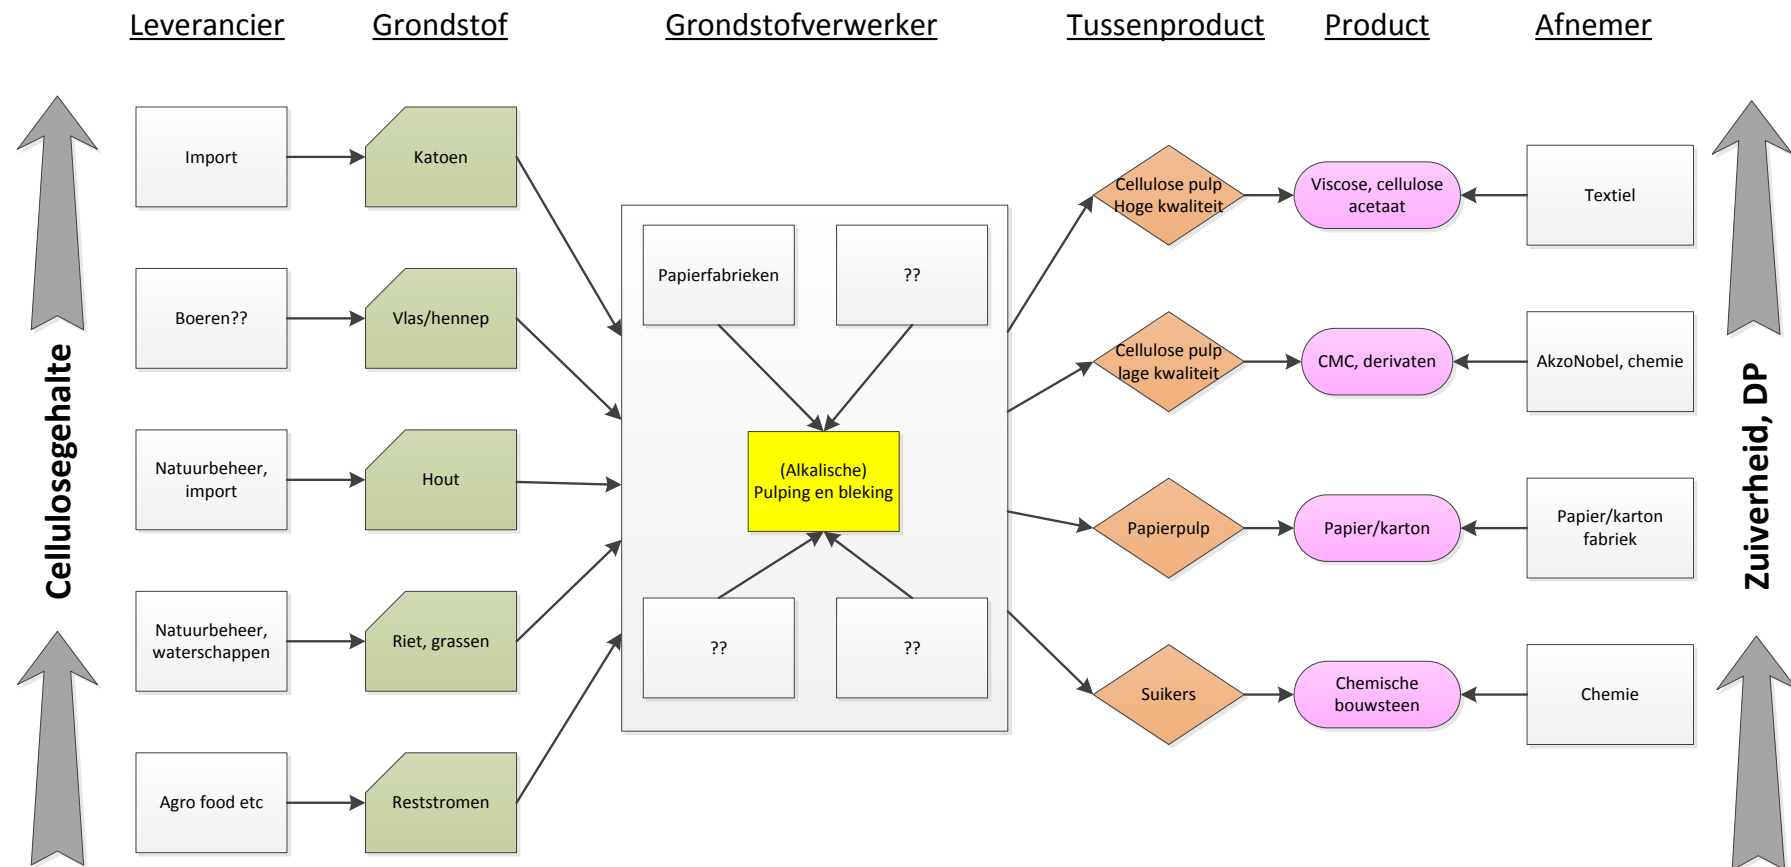 Leverancier
Grondstof
Grondstofverwerker
Tussenproduct
Product
Afnemer
Cellulosegehalte
Import
Katoen
Boeren??
Vlas/hennep
Natuurbeheer,
import
Hout
Natuurbeheer,
waterschappen
Riet, grassen
Agro food etc
Reststromen
Papierfabrieken
??
(Alkalische)
Pulping en bleking
??
??
Cellulose pulp
Hoge kwaliteit
Viscose, cellulose
acetaat
Textiel
Cellulose pulp
lage kwaliteit
CMC, derivaten
AkzoNobel, chemie
Papierpulp
Papier/karton
Papier/karton
fabriek
Suikers
Chemische
bouwsteen
Chemie
Zuiverheid, DP